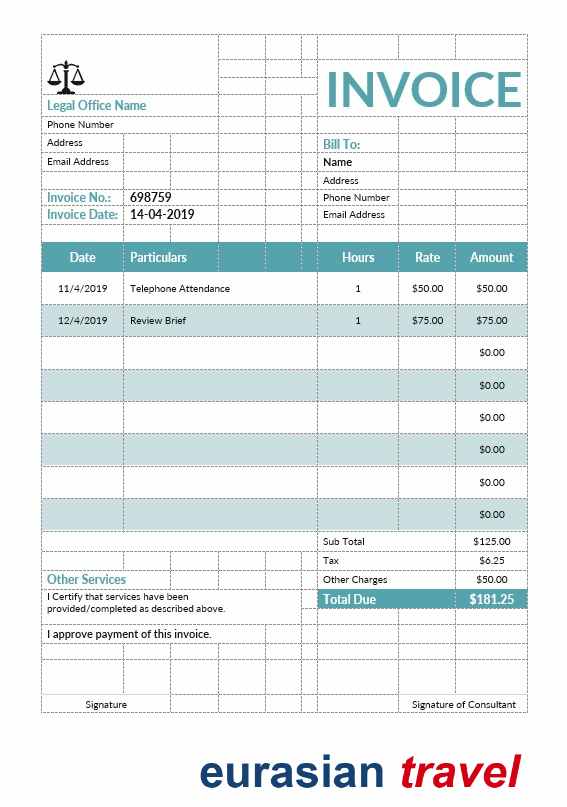 INVOICE
Legal Office Name
Phone Number
Address
Email Address
Bill To:
Name
Address
Phone Number
Email Address
Invoice No.: 698759
Invoice Date: 14-04-2019
Date Particulars Hours Rate Amount
11/4/2019 Telephone Attendance 1 $50.00 $50.00
12/4/2019 Review Brief 1 $75.00 $75.00
$0.00
$0.00
$0.00
$0.00
$0.00
$0.00
Sub Total $125.00
Tax $6.25
Other Charges $50.00
Total Due $181.25
Other Services
I Certify that services have been
provided/completed as described above.
I approve payment of this invoice.
Signature Signature of Consultant
eurasian travel